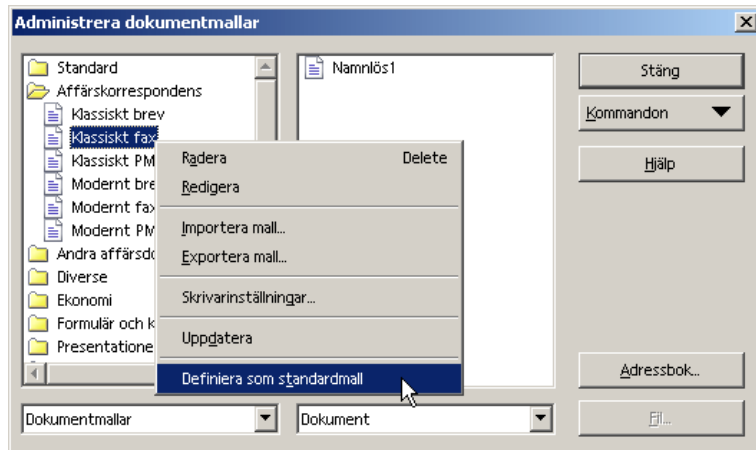 Administrera dokumentmallar
Standard
Affärskorrespondens
Klassiskt brev
Klassiskt fax
Klassiskt PM
Modernt bre
Modernt fax
Modernt PM
Andra affärsdo
Diverse
Ekonomi
Formulär och k
Presentatione
Radera Delete
Redigera
Importera mall...
Exportera mall...
Skrivarinställningar...
Uppdatera
Definiera som standardmall
Namnlös1
Stäng
Kommandon
Hjälp
Adressbok...
Fil...
Dokumentmallar
Dokument